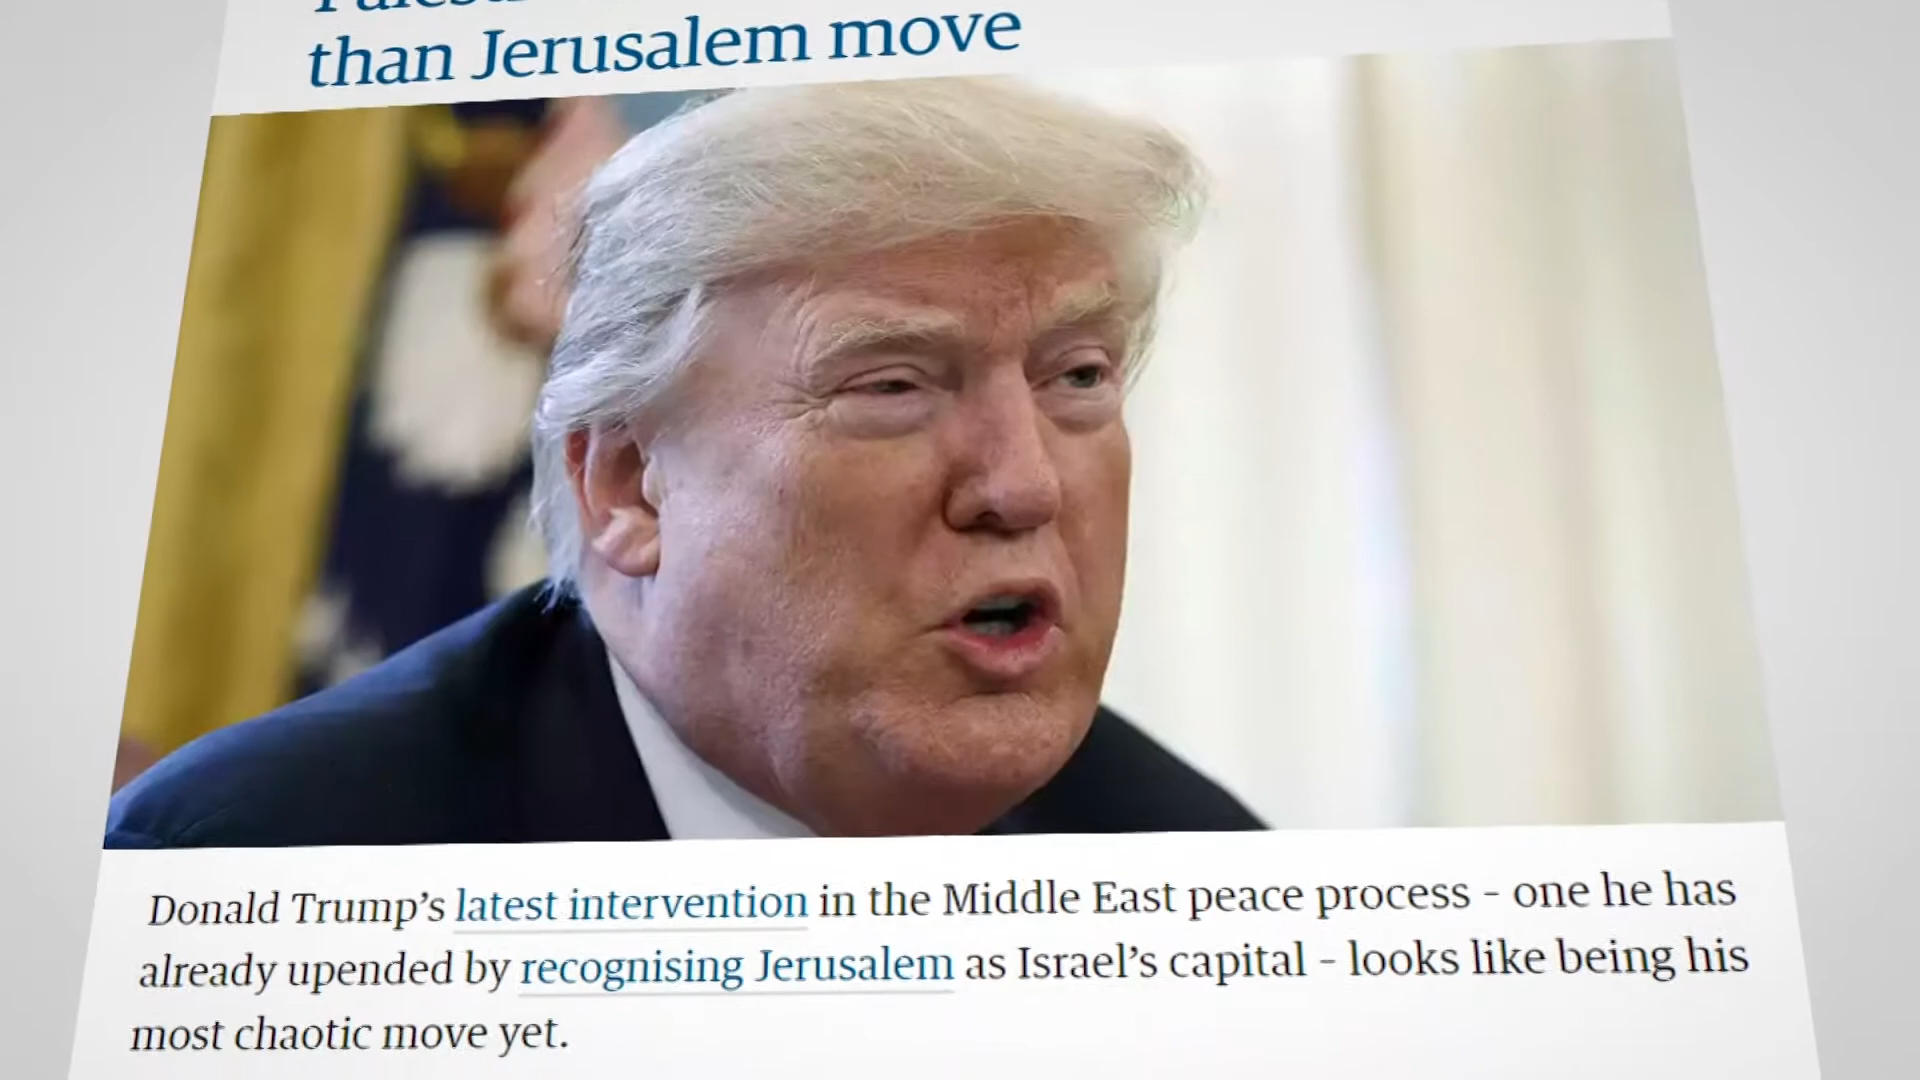 than Jerusalem move
Donald Trump's latest intervention in the Middle East peace process - one he has
already upended by recognising Jerusalem as Israel's capital - looks like being his
most chaotic move yet.